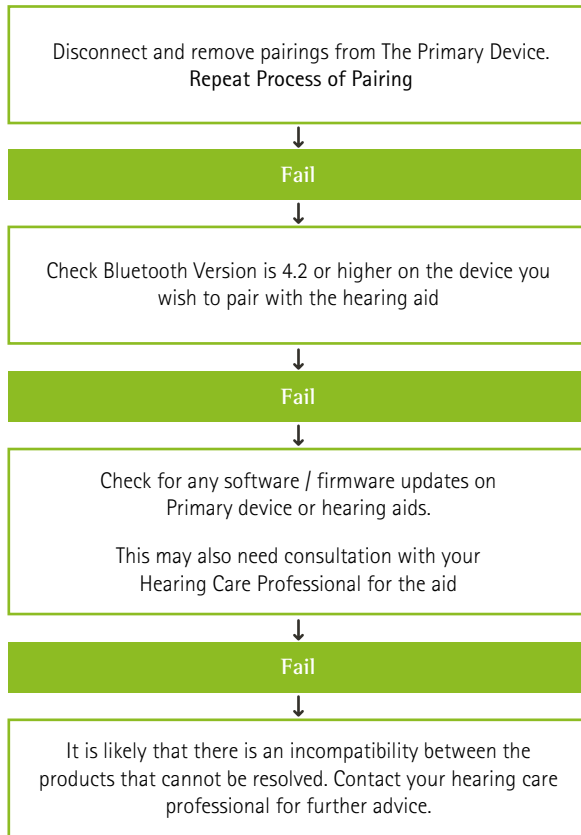 Disconnect and remove pairings from The Primary Device.
Repeat Process of Pairing
Fail
Check Bluetooth Version is 4.2 or higher on the device you
wish to pair with the hearing aid
Fail
Check for any software / firmware updates on
Primary device or hearing aids.
This may also need consultation with your
Hearing Care Professional for the aid
Fail
It is likely that there is an incompatibility between the
products that cannot be resolved. Contact your hearing care
professional for further advice.